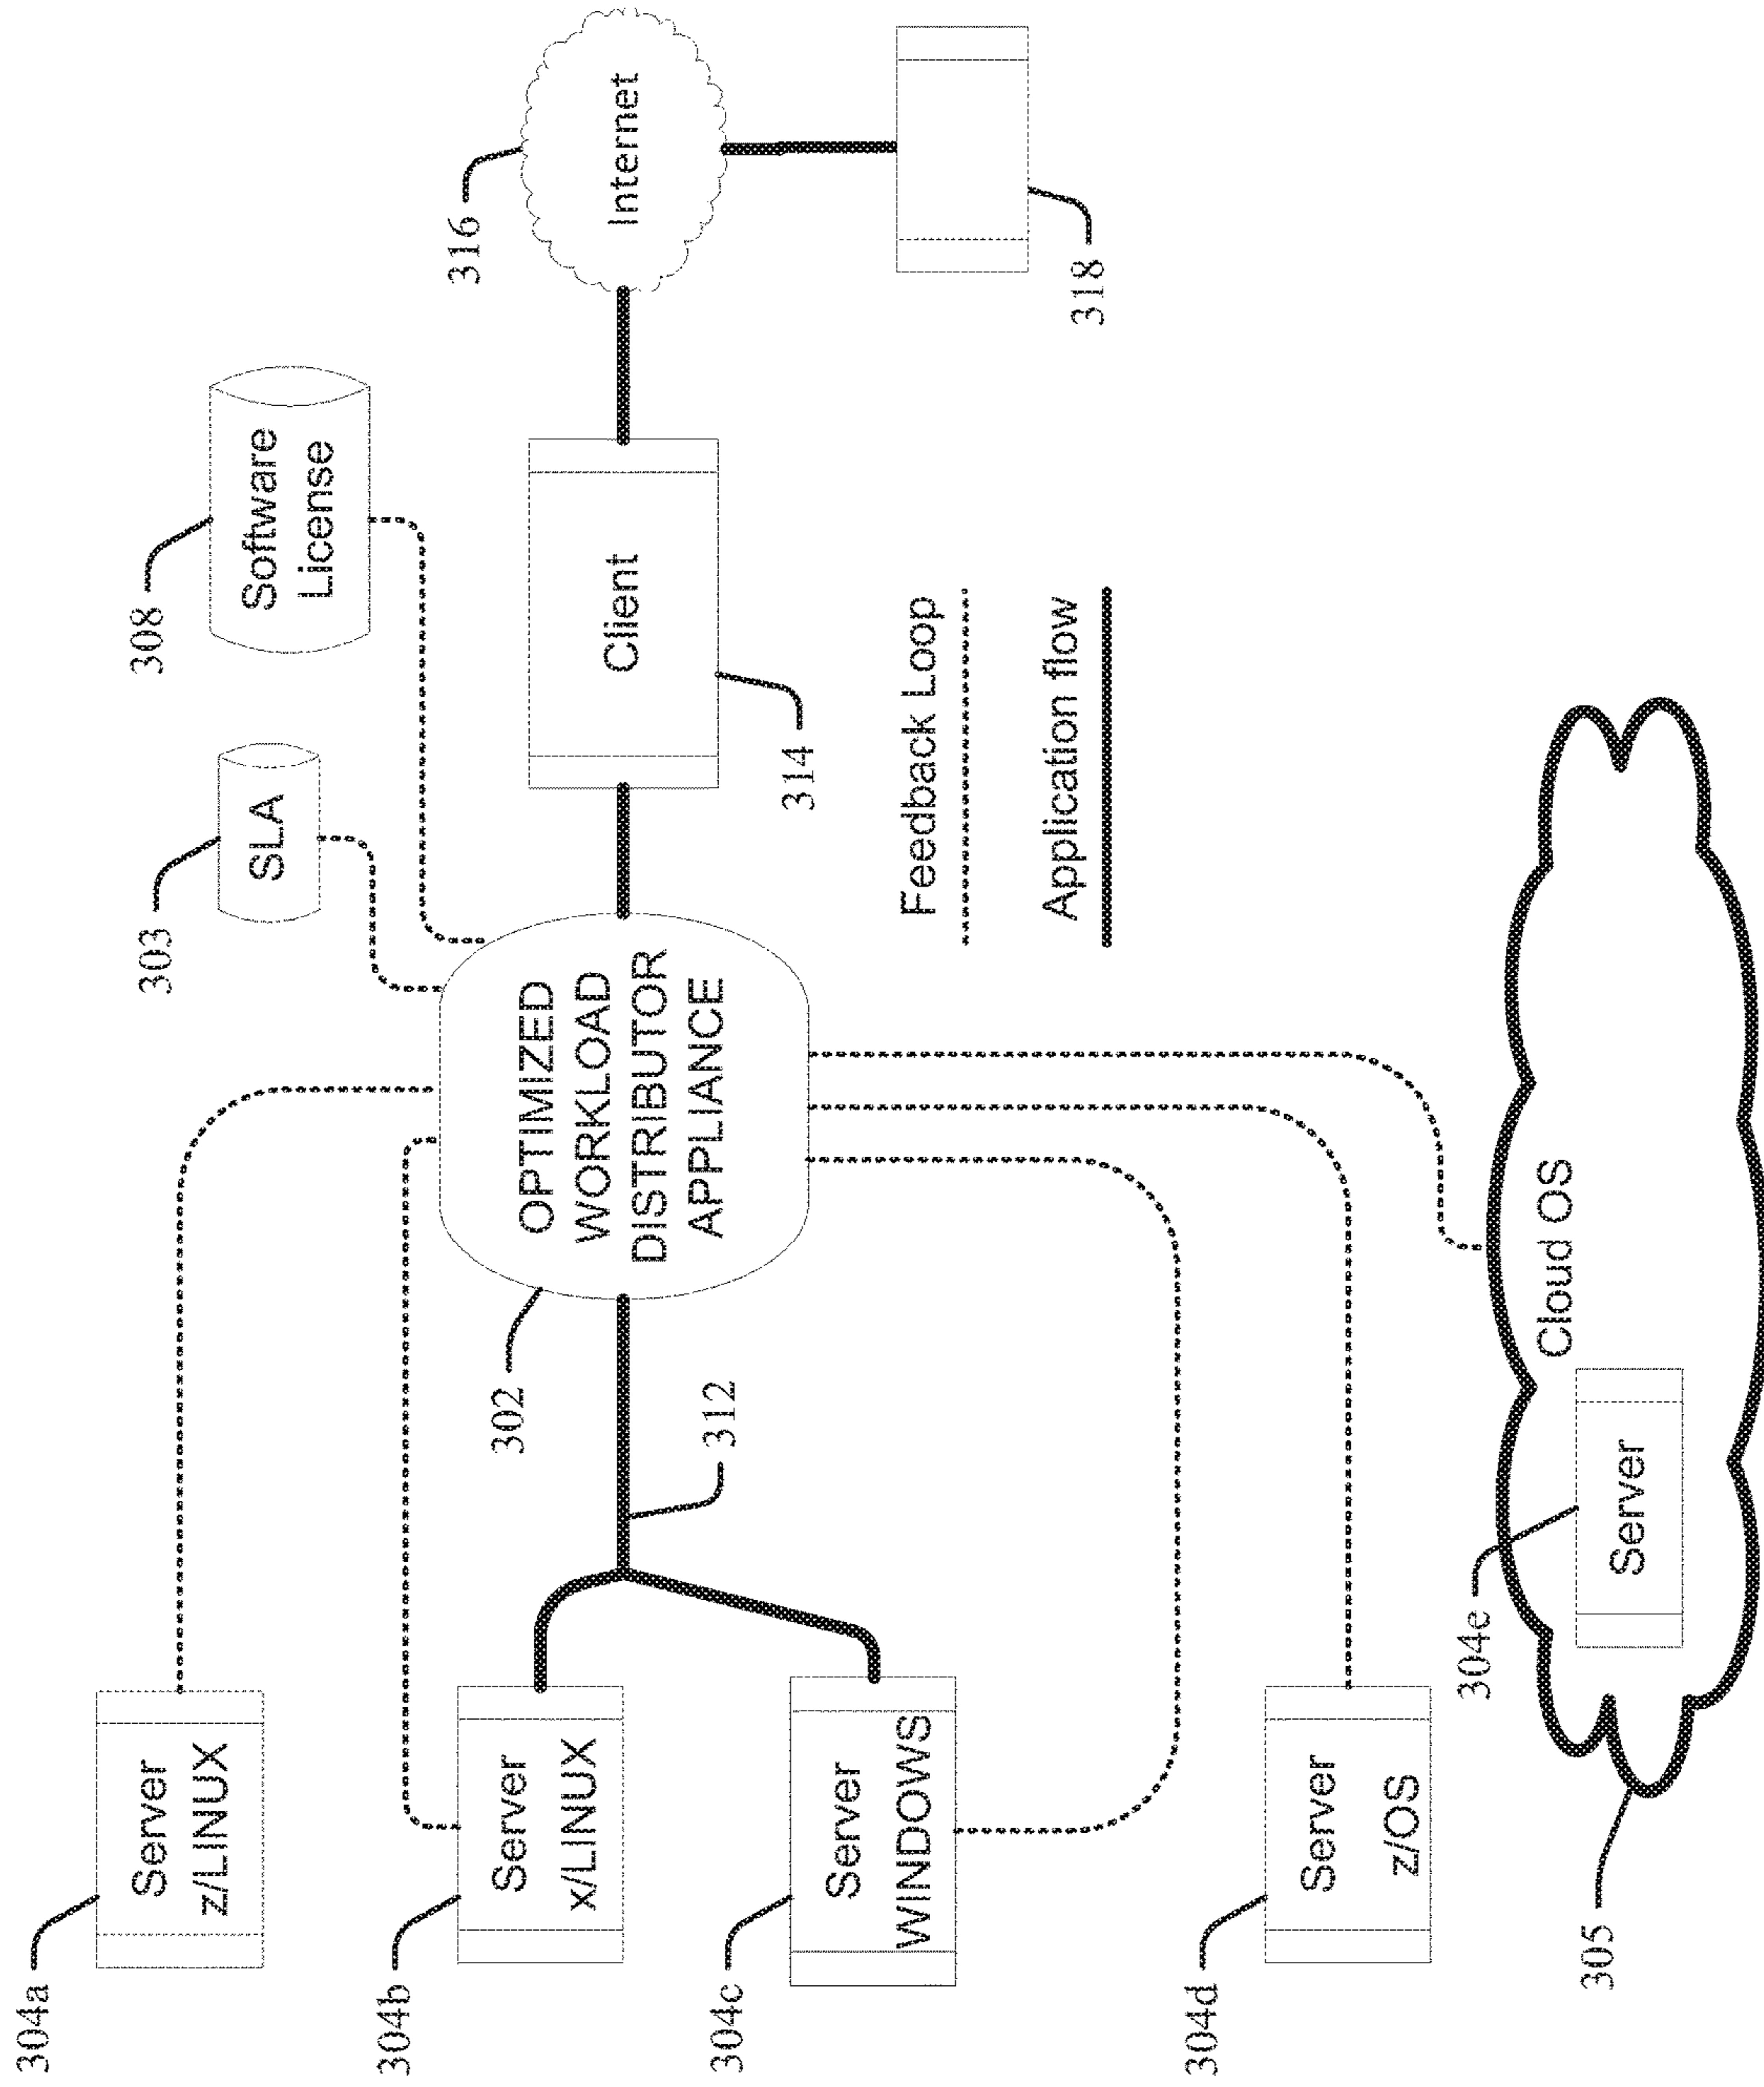 304a
Server
z/LINUX
304b
Server
x/LINUX
304c
Server
WINDOWS
304d
Server
z/OS
305
304e
Server
Cloud OS
302
312
OPTIMIZED
WORKLOAD
DISTRIBUTOR
APPLIANCE
303
SLA
308
Software
License
Client
314
Feedback Loop
Application flow
316
Internet
318